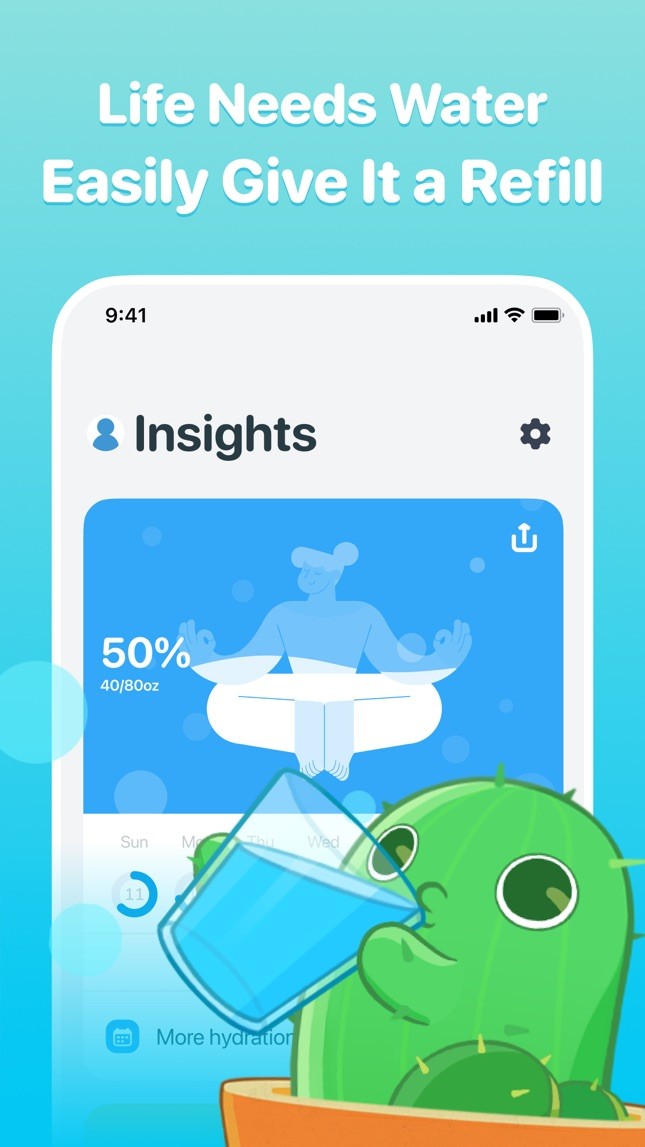 Life Needs Water
Easily Give It a Refill
9:41
Insights
50%
40/80oz
Sun Mo Thu Wed
11
More hydration